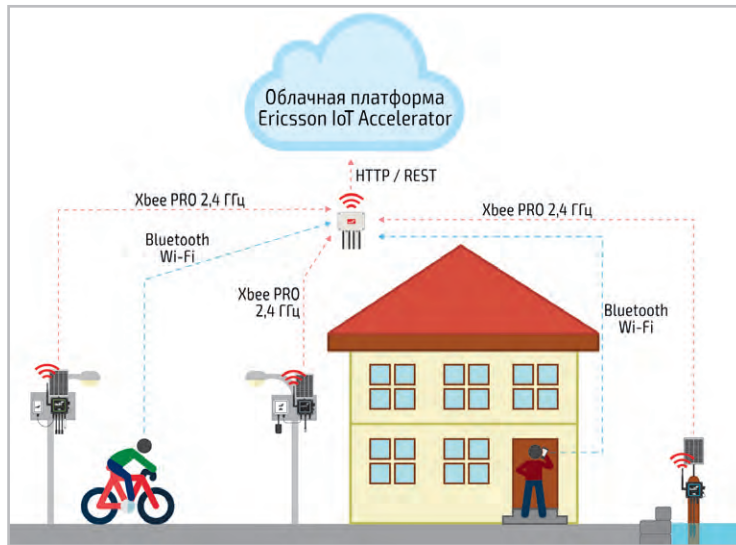 Облачная платформа
Ericsson IoT Accelerator
HTTP / REST
Xbee PRO 2,4 ГГц
Xbee PRO 2,4 ГГц
Bluetooth
Wi-Fi
Xbee PRO
2,4 ГГц
Bluetooth
Wi-Fi